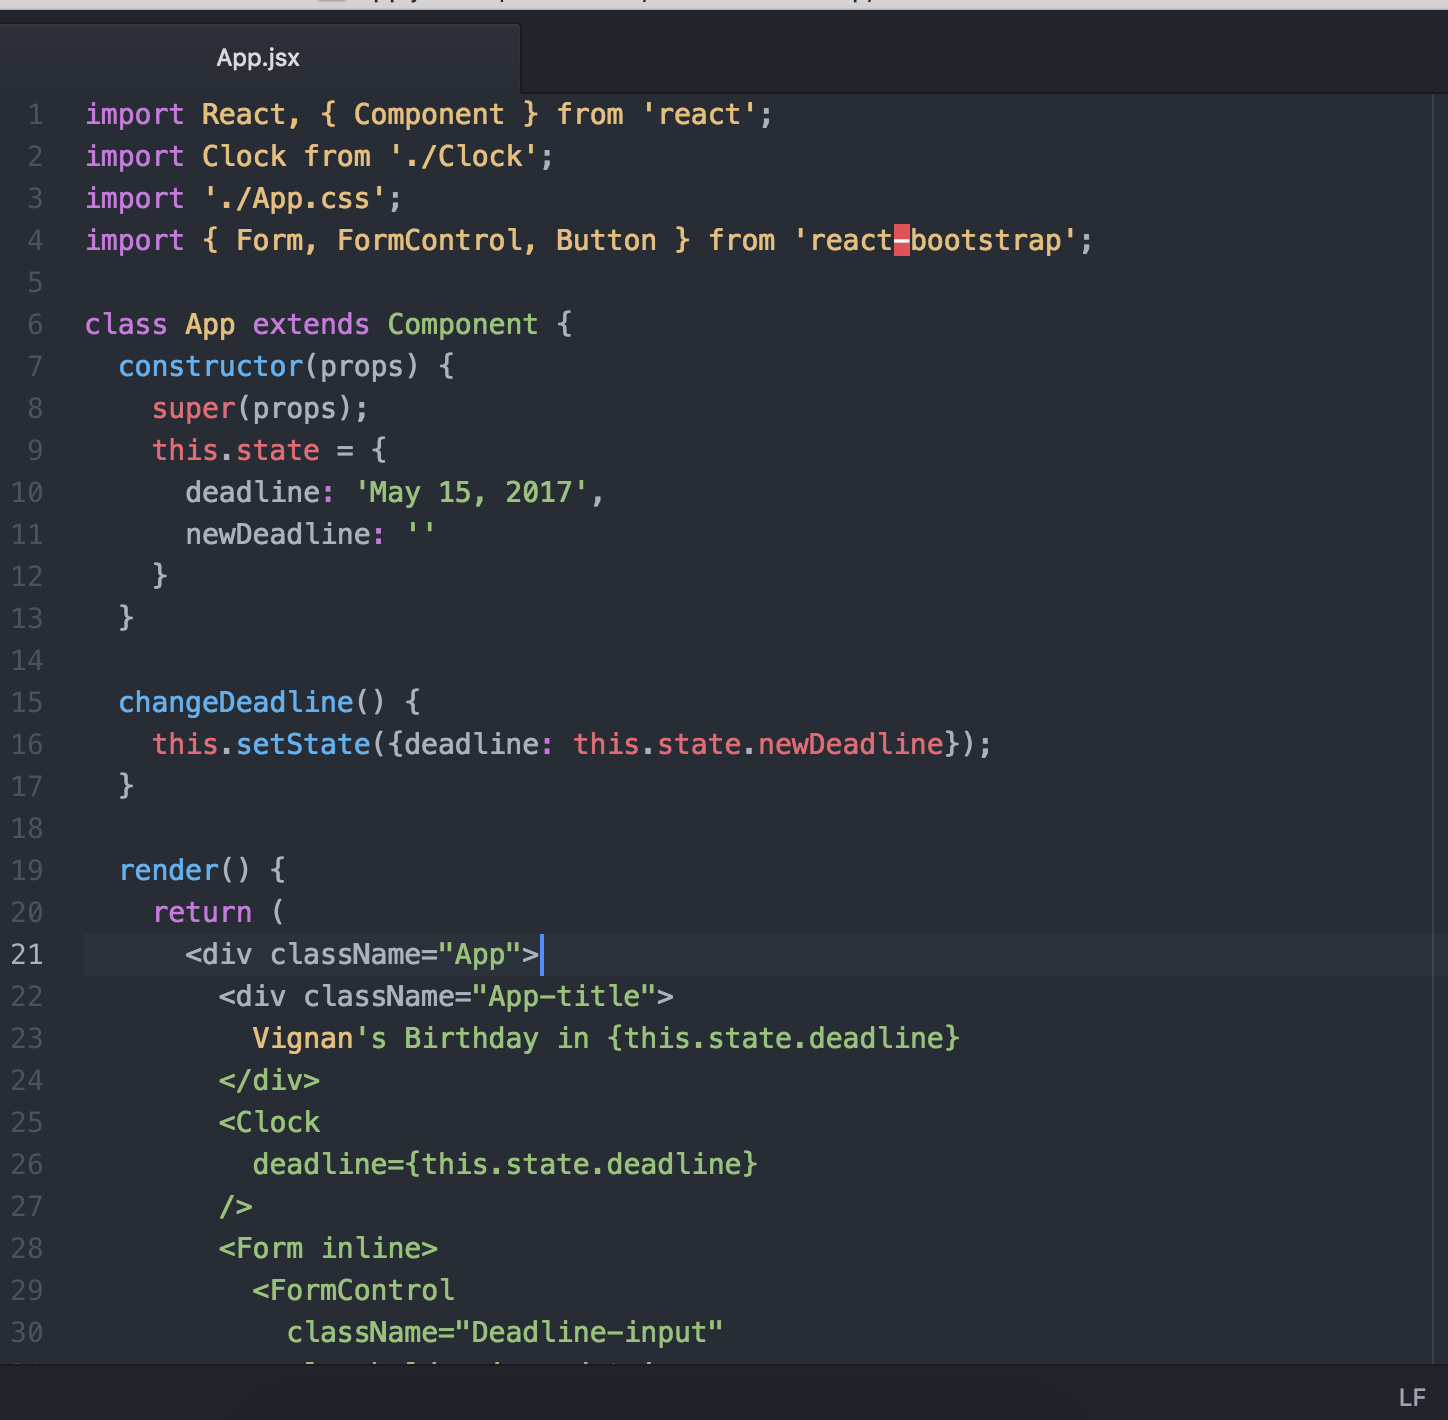 App.jsx
1 import React, { Component } from 'react';
2 import Clock from './Clock';
3 import './App.css';
4 import { Form, FormControl, Button } from 'react-bootstrap';
5
6 class App extends Component {
7   constructor(props) {
8     super(props);
9     this.state = {
10       deadline: 'May 15, 2017',
11       newDeadline: ''
12     }
13   }
14
15   changeDeadline() {
16     this.setState({deadline: this.state.newDeadline});
17   }
18
19   render() {
20     return (
21       <div className="App">
22         <div className="App-title">
23           Vignan's Birthday in {this.state.deadline}
24         </div>
25         <Clock
26           deadline={this.state.deadline}
27         />
28         <Form inline>
29           <FormControl
30             className="Deadline-input"
LF